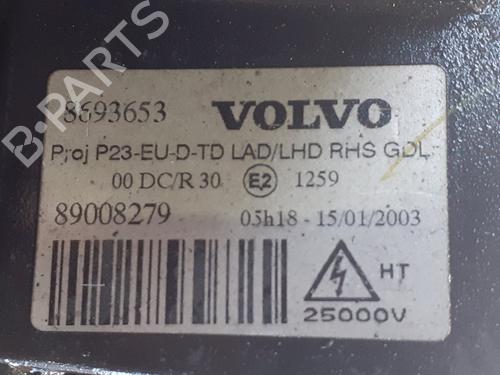 8693653 VOLVO
Proj P23-EU-D-TD LAD/LHD RHS GDL
00 DC/R 30 E2 1259
89008279 05h18 - 15/01/2003
HT
25000V
B-PARTS